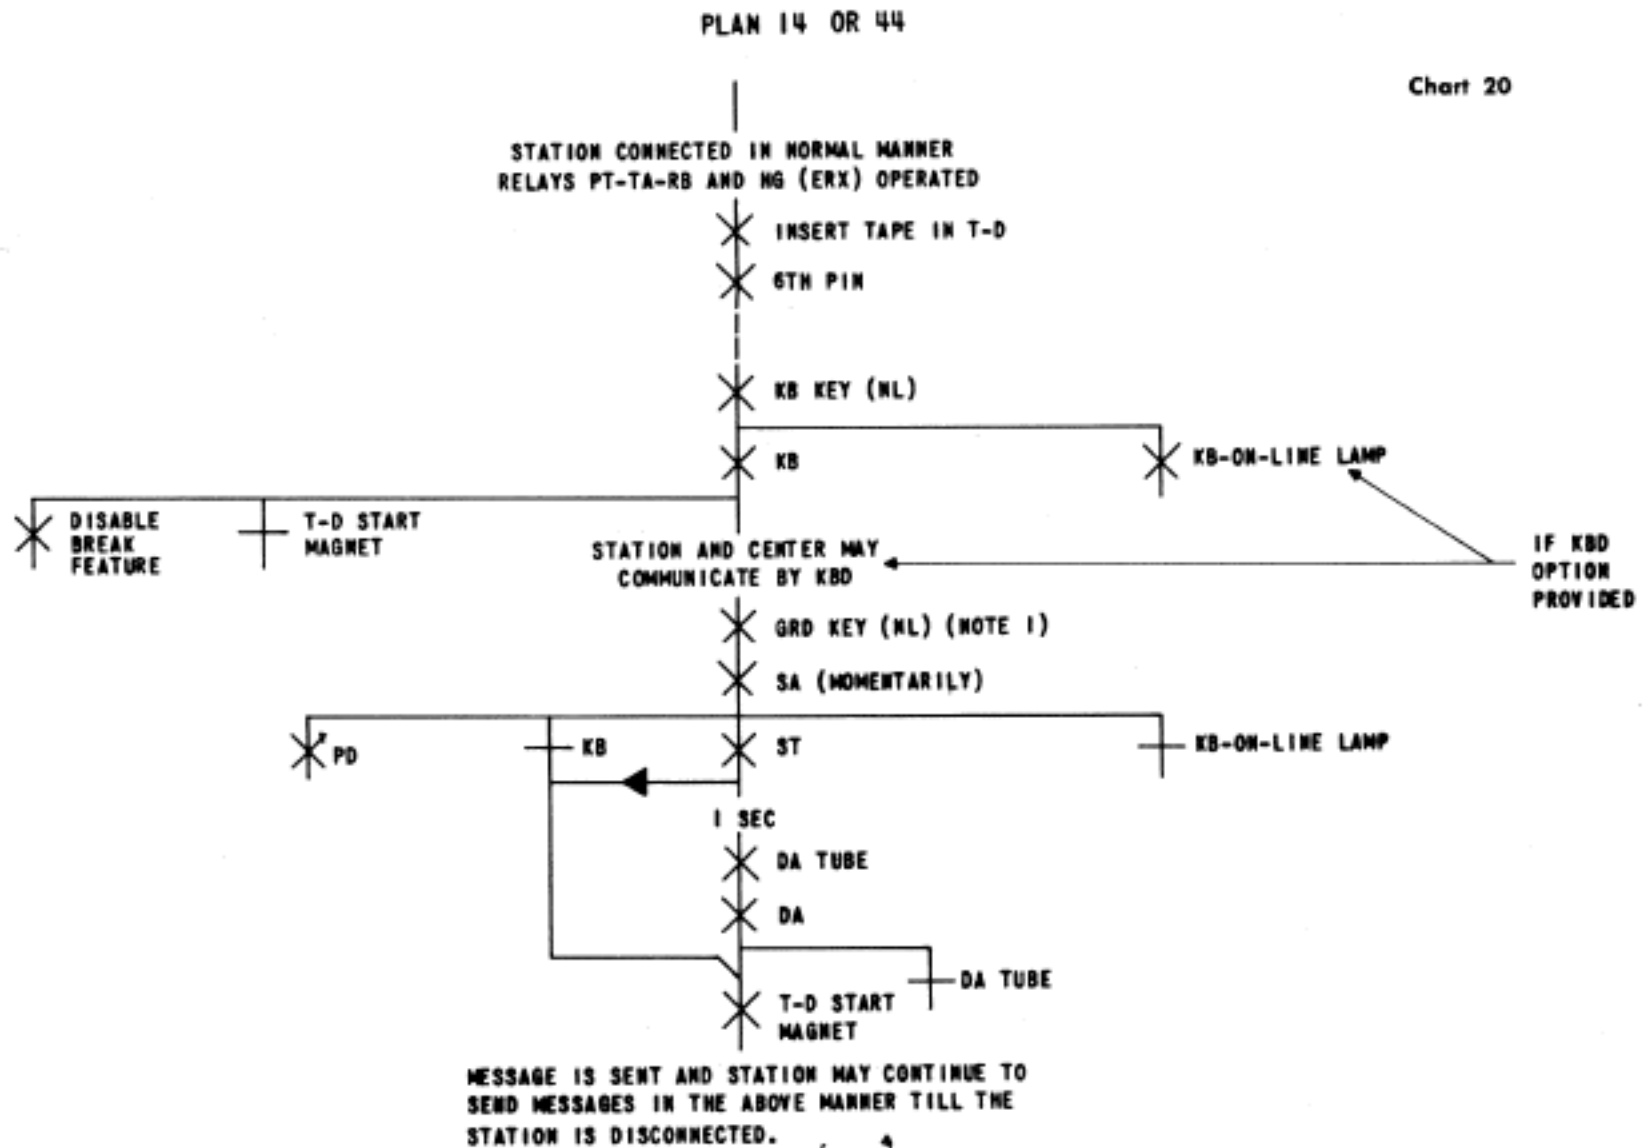 PLAN 14 OR 44
Chart 20
STATION CONNECTED IN NORMAL MANNER
RELAYS PT-TA-RB AND NG (ERX) OPERATED
INSERT TAPE IN T-D
6TH PIN
KB KEY (NL)
KB
KB-ON-LINE LAMP
DISABLE
BREAK
FEATURE
T-D START
MAGNET
STATION AND CENTER MAY
COMMUNICATE BY KBD
IF KBD
OPTION
PROVIDED
GRD KEY (NL) (NOTE 1)
SA (MOMENTARILY)
PD
KB
ST
KB-ON-LINE LAMP
1 SEC
DA TUBE
DA
DA TUBE
T-D START
MAGNET
MESSAGE IS SENT AND STATION MAY CONTINUE TO
SEND MESSAGES IN THE ABOVE MANNER TILL THE
STATION IS DISCONNECTED.